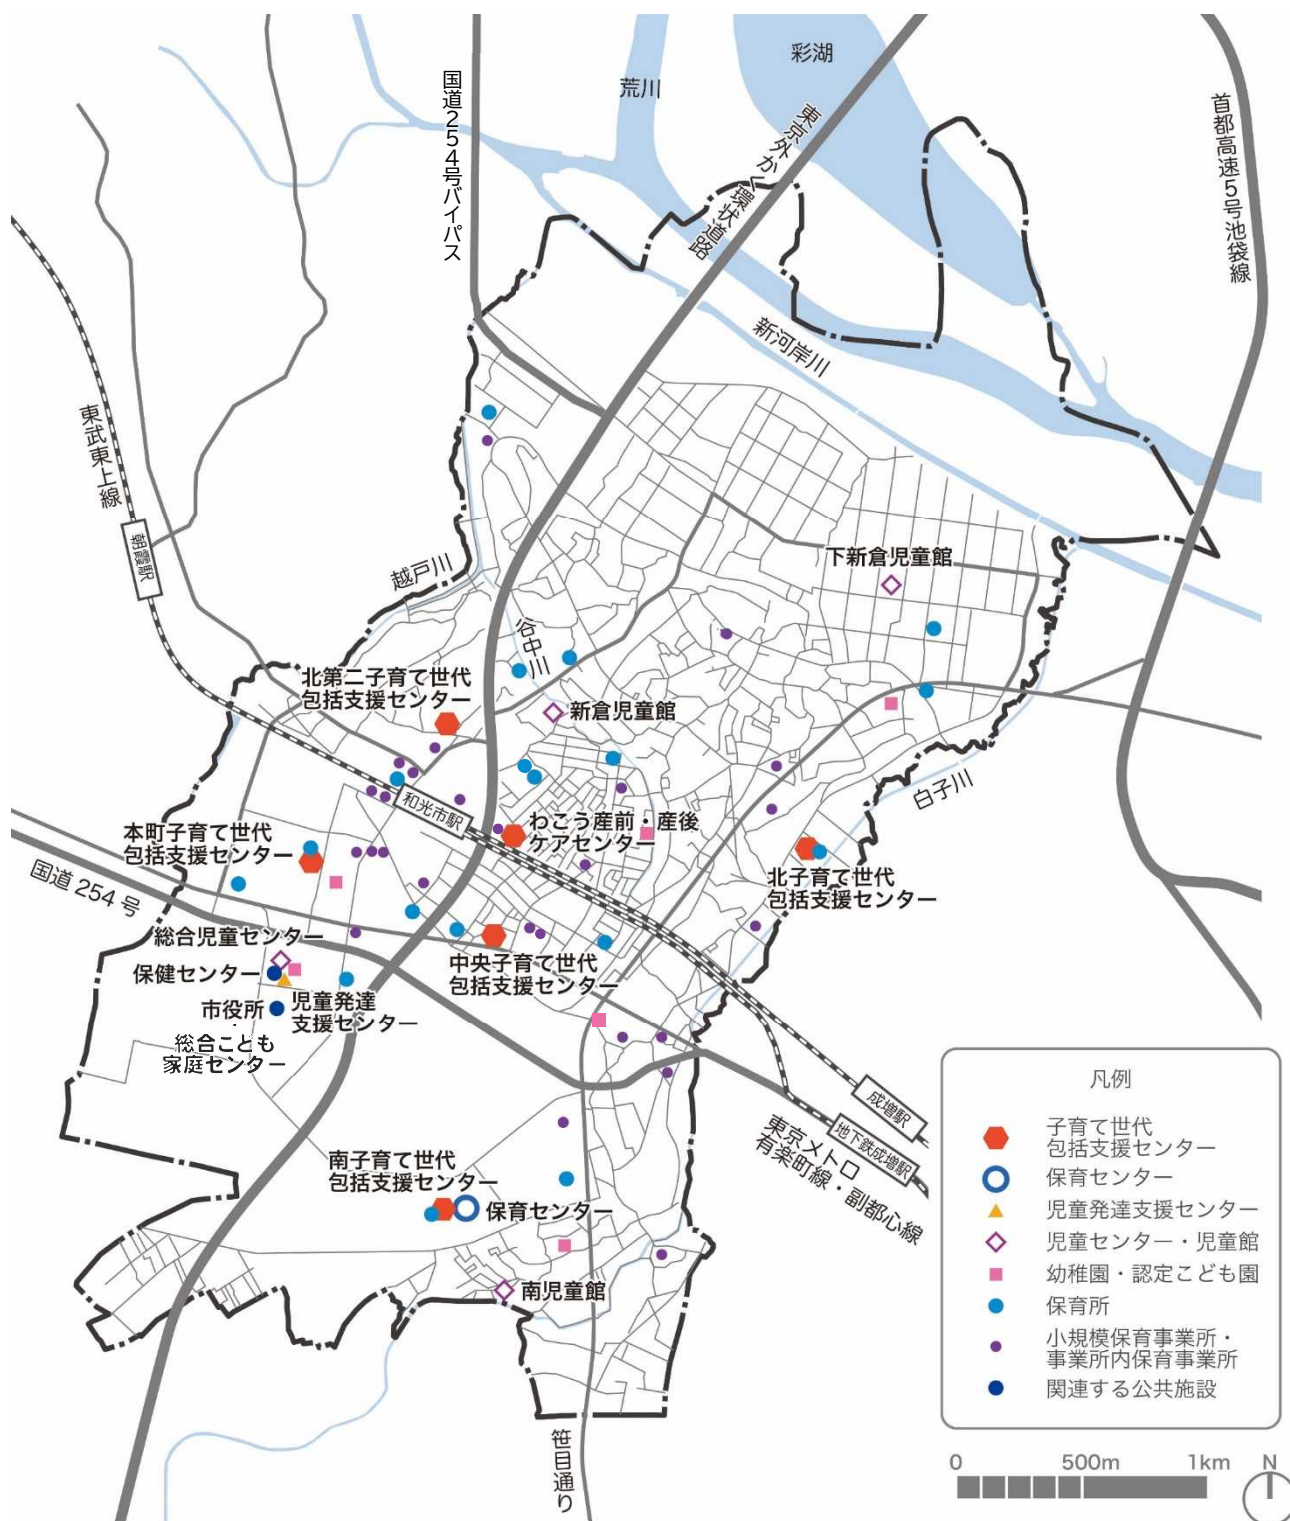 彩湖
荒川
国道254号バイパス
東京外かく環状道路
首都高速5号池袋線
新河岸川
東武東上線
朝霞駅
越戸川
下新倉児童館
谷中川
北第二子育て世代
包括支援センター
新倉児童館
白子川
和光市駅
わこう産前・産後
ケアセンター
本町子育て世代
包括支援センター
国道254号
北子育て世代
包括支援センター
総合児童センター
保健センター
中央子育て世代
包括支援センター
市役所
・
総合こども
家庭センター
児童発達
支援センター
成増駅
地下鉄成増駅
東京メトロ
有楽町線・副都心線
南子育て世代
包括支援センター
保育センター
南児童館
笹目通り
凡例
子育て世代
包括支援センター
保育センター
児童発達支援センター
児童センター・児童館
幼稚園・認定こども園
保育所
小規模保育事業所・
事業所内保育事業所
関連する公共施設
0 500m 1km N